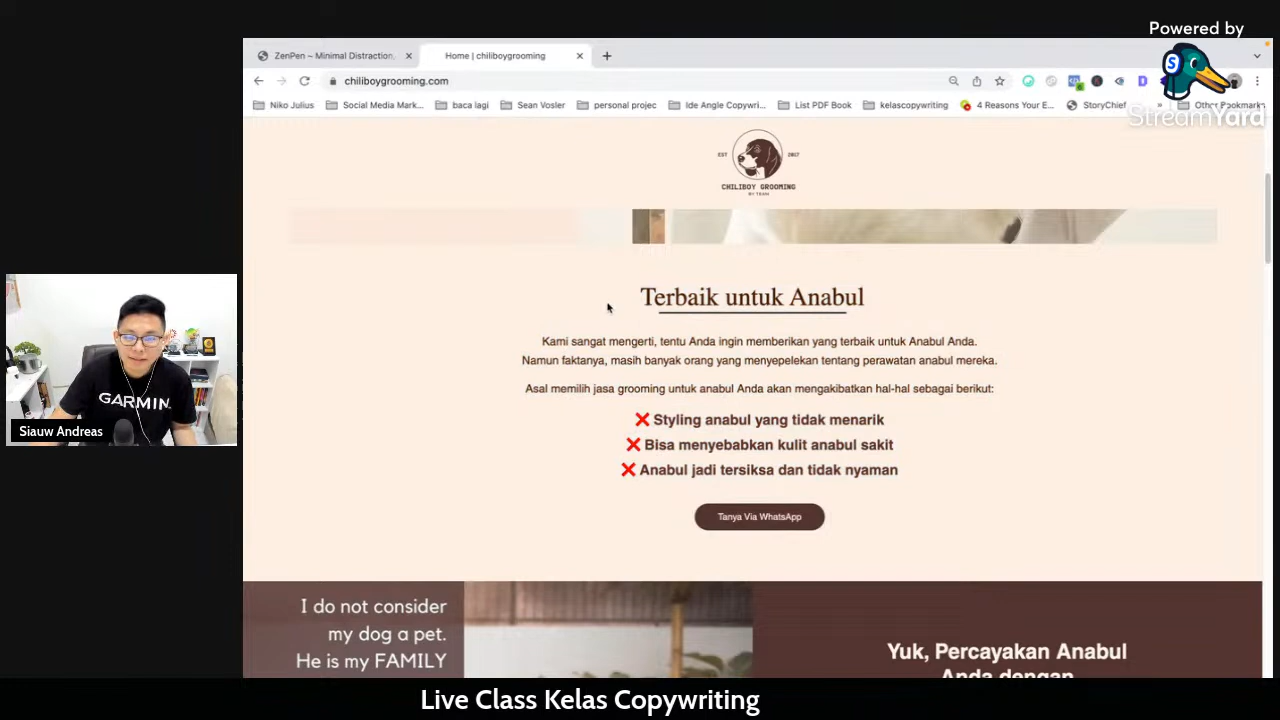 Powered by
StreamYard
ZenPen ~ Minimal Distraction
Home | chiliboygrooming
chiliboygrooming.com
Niko Julius
Social Media Mark...
baca lagi
Sean Vosler
personal projec
Ide Angle Copywri...
List PDF Book
kelascopywriting
4 Reasons Your E...
StoryChief
»
Other Bookmarks
EST
2017
CHILIBOY GROOMING
BY TEAM
Terbaik untuk Anabul
Kami sangat mengerti, tentu Anda ingin memberikan yang terbaik untuk Anabul Anda.
Namun faktanya, masih banyak orang yang menyepelekan tentang perawatan anabul mereka.
Asal memilih jasa grooming untuk anabul Anda akan mengakibatkan hal-hal sebagai berikut:
❌ Styling anabul yang tidak menarik
❌ Bisa menyebabkan kulit anabul sakit
❌ Anabul jadi tersiksa dan tidak nyaman
Tanya Via WhatsApp
GARMIN
Siauw Andreas
I do not consider
my dog a pet.
He is my FAMILY
Yuk, Percayakan Anabul
Anda dengan
Live Class Kelas Copywriting